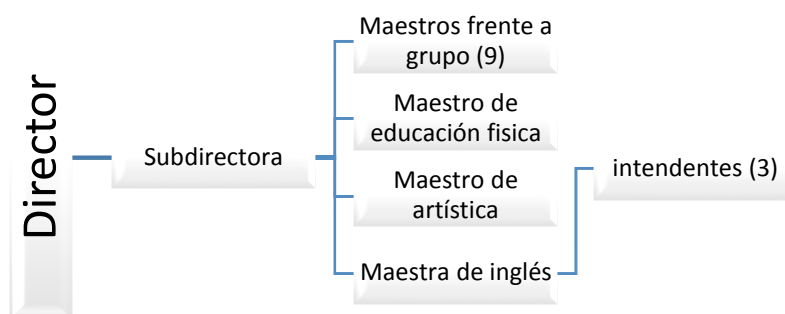 Director
Subdirectora
Maestros frente a
grupo (9)
Maestro de
educación fisica
Maestro de
artística
Maestra de inglés
intendentes (3)